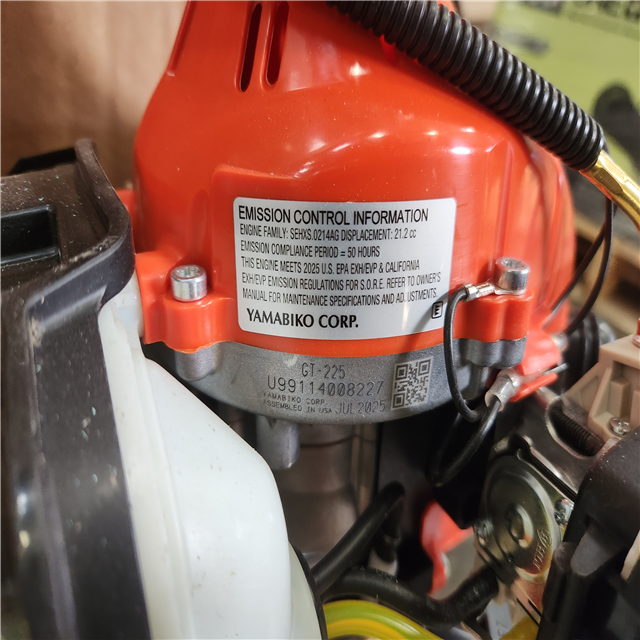 EMISSION CONTROL INFORMATION
ENGINE FAMILY: SEHXS.0214AG DISPLACEMENT: 21.2 cc
EMISSION COMPLIANCE PERIOD = 50 HOURS
THIS ENGINE MEETS 2025 U.S. EPA EXH/EVP & CALIFORNIA
EXH/EVP EMISSION REGULATIONS FOR S.O.R.E. REFER TO OWNER'S
MANUAL FOR MAINTENANCE SPECIFICATIONS AND ADJUSTMENTS.
YAMABIKO CORP. E
GT-225
U99114008227
YAMABIKO CORP.
ASSEMBLED IN USA JUL 2025